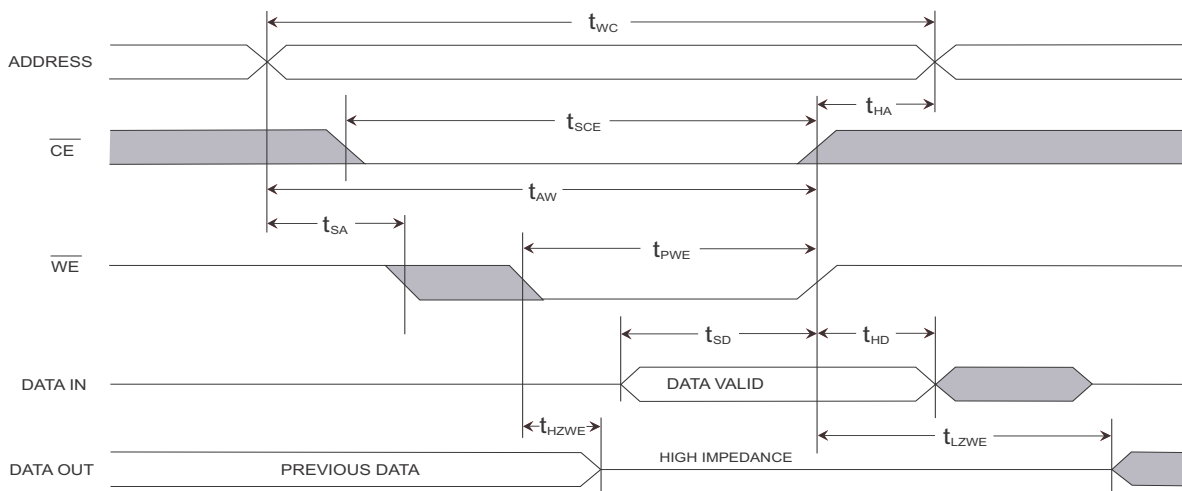 tWC
ADDRESS
tHA
tSCE
CE
tAW
tSA
tPWE
WE
tSD
tHD
DATA IN
DATA VALID
tHZWE
tLZWE
HIGH IMPEDANCE
DATA OUT
PREVIOUS DATA